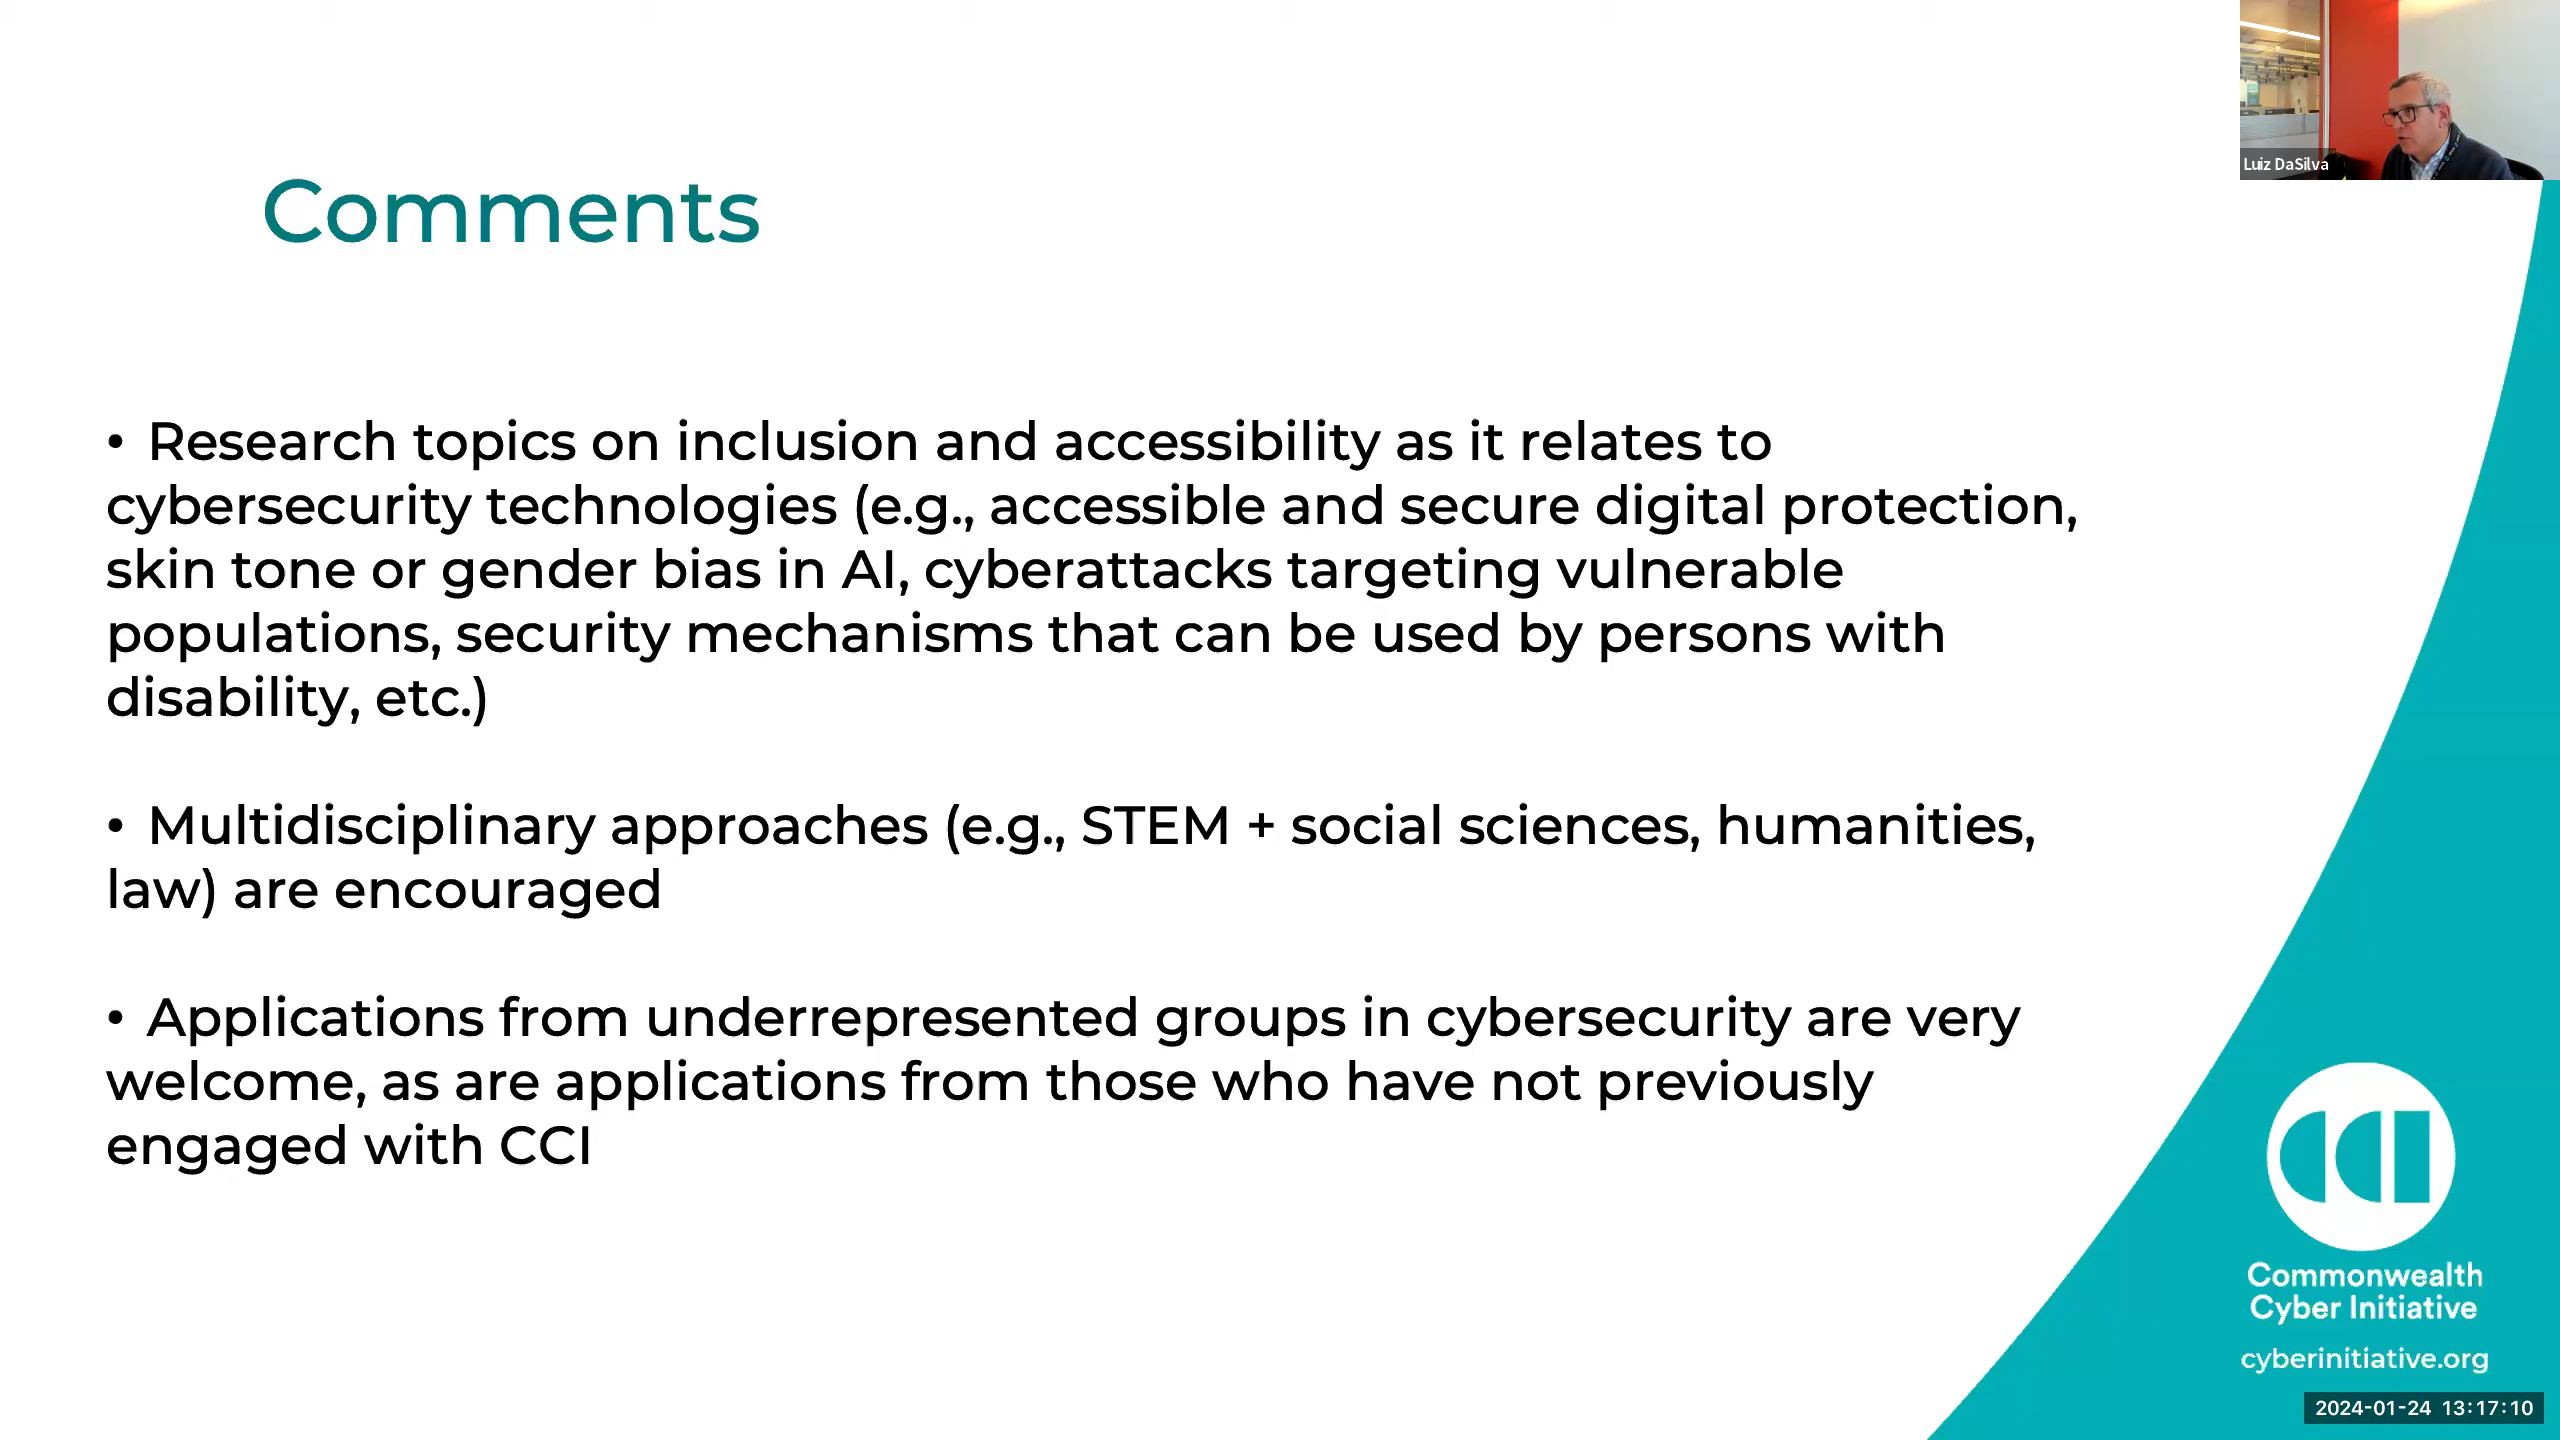 Luiz DaSilva
Comments
• Research topics on inclusion and accessibility as it relates to
cybersecurity technologies (e.g., accessible and secure digital protection,
skin tone or gender bias in AI, cyberattacks targeting vulnerable
populations, security mechanisms that can be used by persons with
disability, etc.)
• Multidisciplinary approaches (e.g., STEM + social sciences, humanities,
law) are encouraged
• Applications from underrepresented groups in cybersecurity are very
welcome, as are applications from those who have not previously
engaged with CCI
CCI
Commonwealth
Cyber Initiative
cyberinitiative.org
2024-01-24 13:17:10